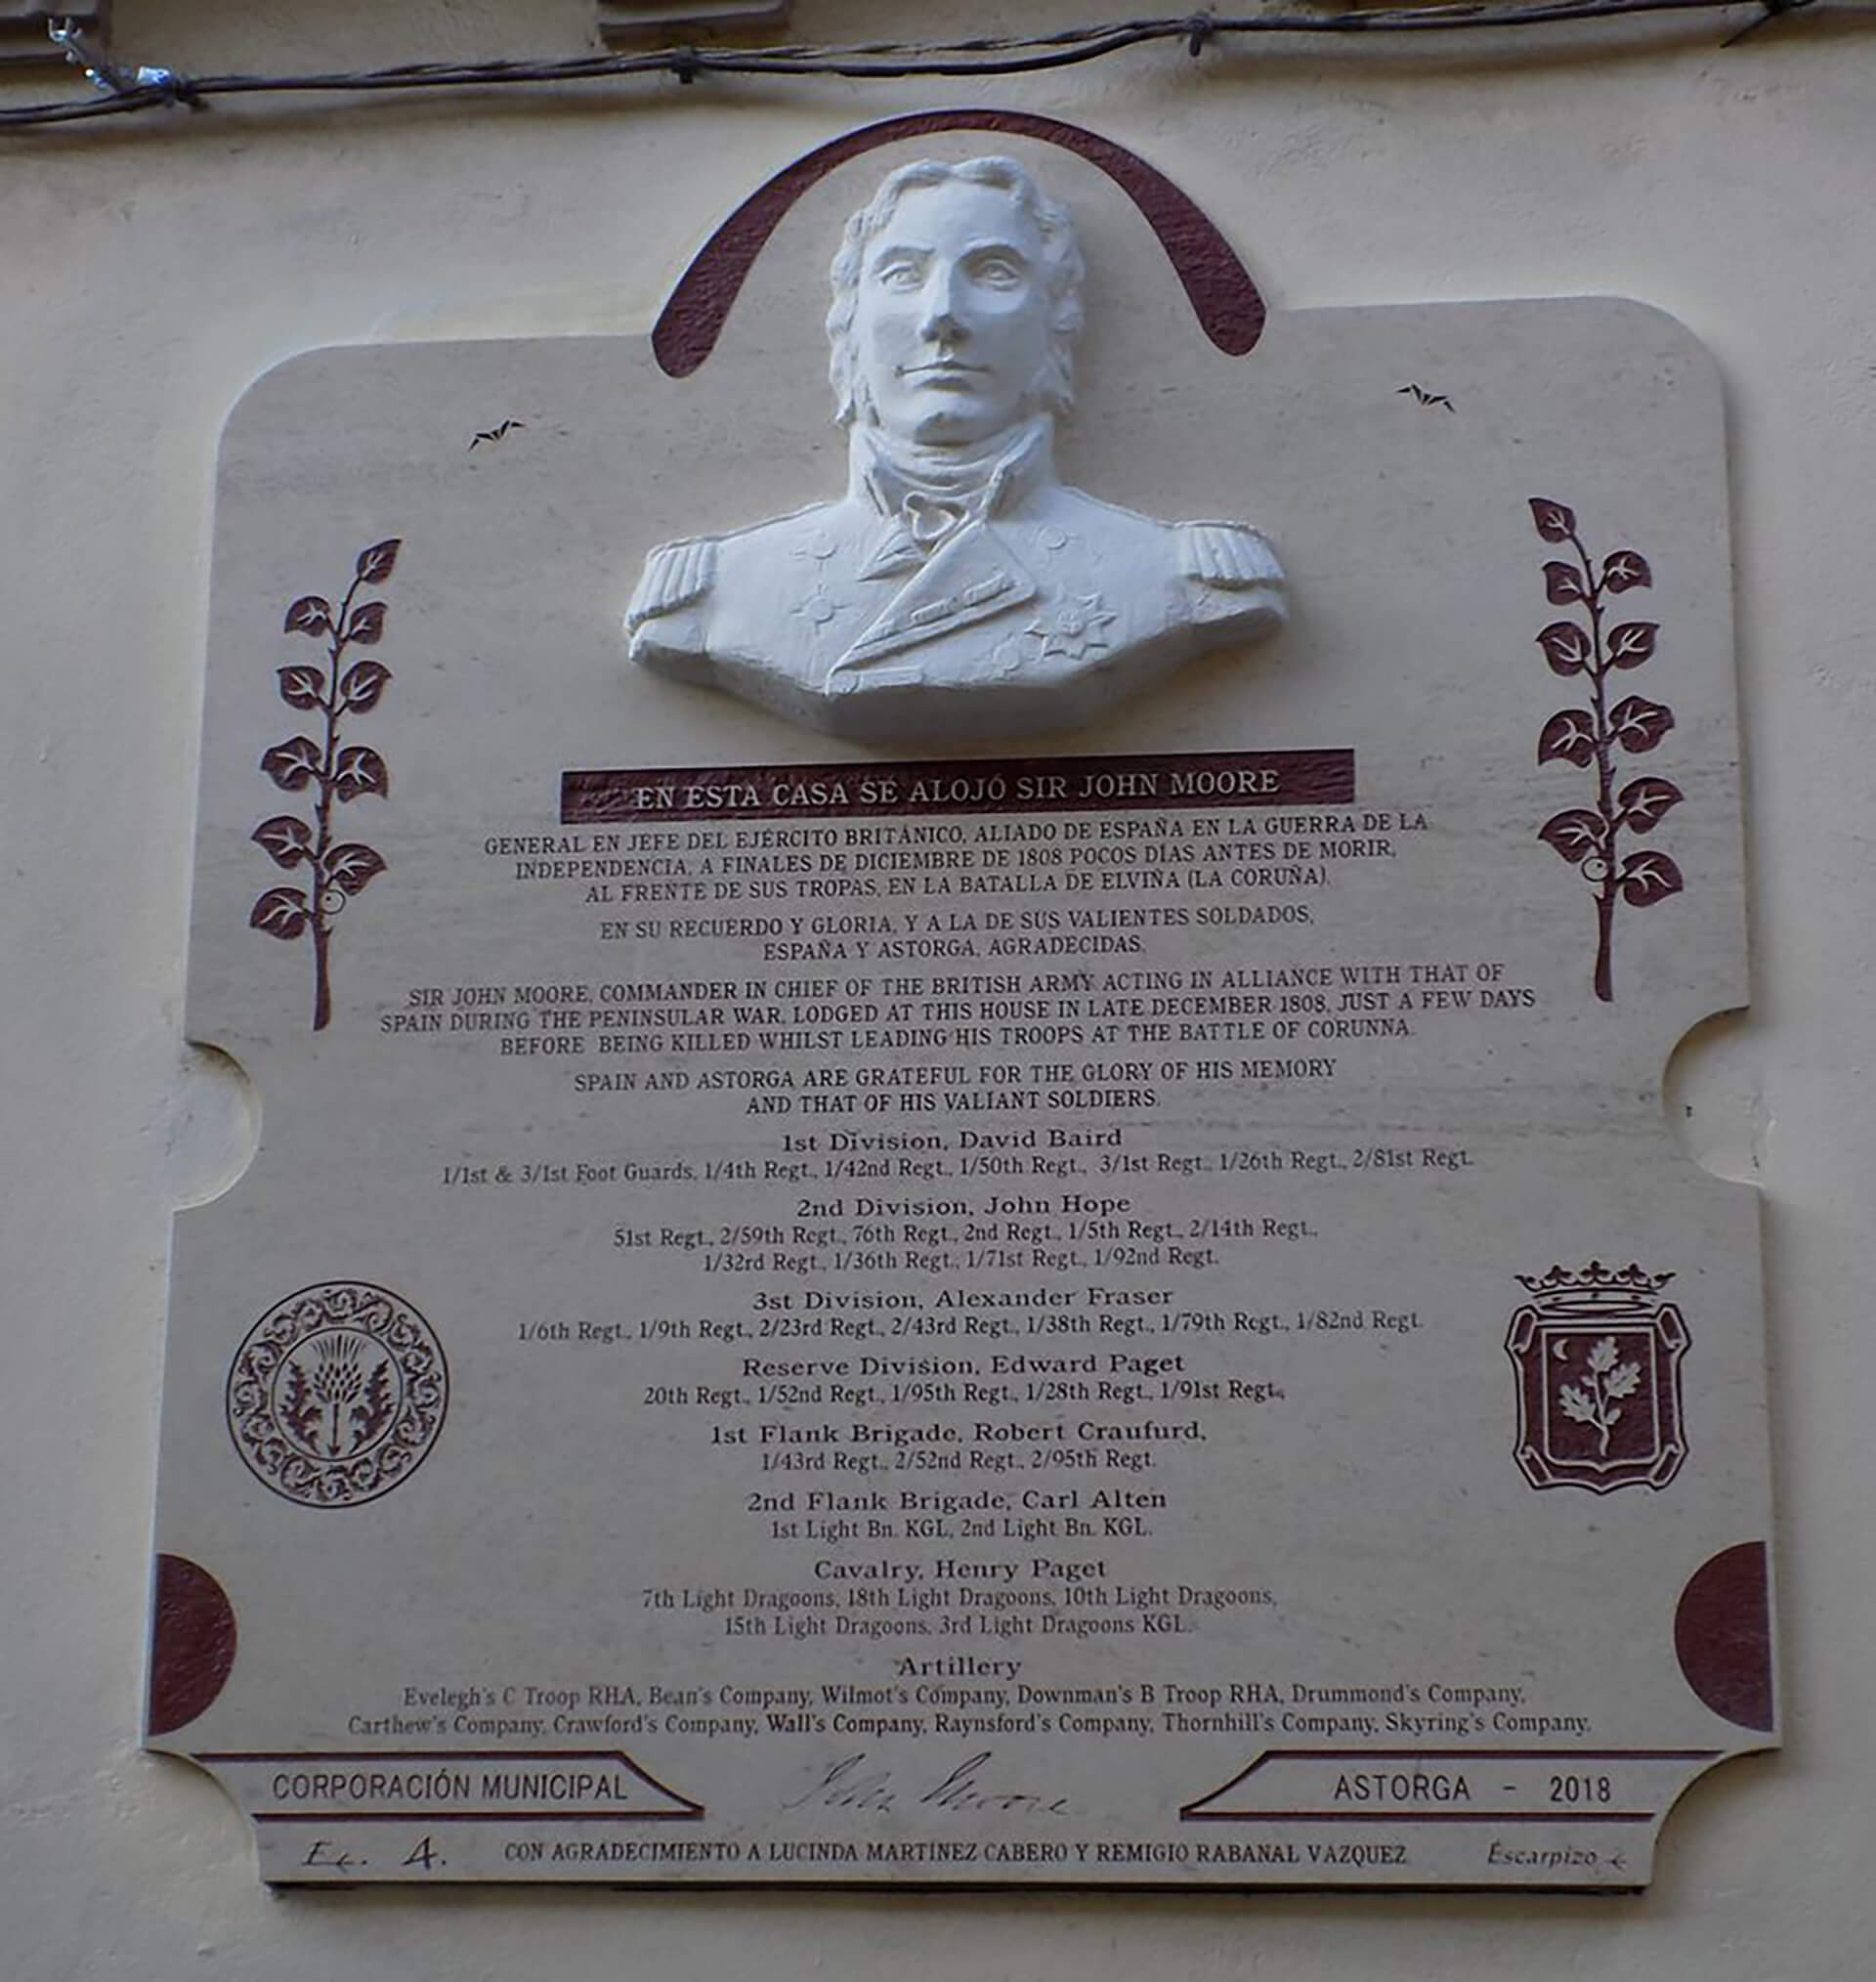 EN ESTA CASA SE ALOJÓ SIR JOHN MOORE
GENERAL EN JEFE DEL EJÉRCITO BRITÁNICO, ALIADO DE ESPAÑA EN LA GUERRA DE LA
INDEPENDENCIA, A FINALES DE DICIEMBRE DE 1808 POCOS DÍAS ANTES DE MORIR,
AL FRENTE DE SUS TROPAS, EN LA BATALLA DE ELVIÑA (LA CORUÑA).
EN SU RECUERDO Y GLORIA, Y A LA DE SUS VALIENTES SOLDADOS,
ESPAÑA Y ASTORGA, AGRADECIDAS.
SIR JOHN MOORE, COMMANDER IN CHIEF OF THE BRITISH ARMY ACTING IN ALLIANCE WITH THAT OF
SPAIN DURING THE PENINSULAR WAR, LODGED AT THIS HOUSE IN LATE DECEMBER 1808, JUST A FEW DAYS
BEFORE BEING KILLED WHILST LEADING HIS TROOPS AT THE BATTLE OF CORUNNA.
SPAIN AND ASTORGA ARE GRATEFUL FOR THE GLORY OF HIS MEMORY
AND THAT OF HIS VALIANT SOLDIERS.
1st Division, David Baird
1/1st & 3/1st Foot Guards, 1/4th Regt., 1/42nd Regt., 1/50th Regt., 3/1st Regt., 1/26th Regt., 2/81st Regt.
2nd Division, John Hope
51st Regt., 2/59th Regt., 76th Regt., 2nd Regt., 1/5th Regt., 2/14th Regt.,
1/32rd Regt., 1/36th Regt., 1/71st Regt., 1/92nd Regt.
3st Division, Alexander Fraser
1/6th Regt., 1/9th Regt., 2/23rd Regt., 2/43rd Regt., 1/38th Regt., 1/79th Regt., 1/82nd Regt.
Reserve Division, Edward Paget
20th Regt., 1/52nd Regt., 1/95th Regt., 1/28th Regt., 1/91st Regt.,
1st Flank Brigade, Robert Craufurd,
1/43rd Regt., 2/52nd Regt., 2/95th Regt.
2nd Flank Brigade, Carl Alten
1st Light Bn. KGL, 2nd Light Bn. KGL.
Cavalry, Henry Paget
7th Light Dragoons, 18th Light Dragoons, 10th Light Dragoons,
15th Light Dragoons, 3rd Light Dragoons KGL.
Artillery
Evelegh's C Troop RHA, Bean's Company, Wilmot's Company, Downman's B Troop RHA, Drummond's Company,
Carthew's Company, Crawford's Company, Wall's Company, Raynsford's Company, Thornhill's Company, Skyring's Company.
CORPORACIÓN MUNICIPAL
John Moore
ASTORGA - 2018
CON AGRADECIMIENTO A LUCINDA MARTÍNEZ CABERO Y REMIGIO RABANAL VÁZQUEZ
Escarpizo